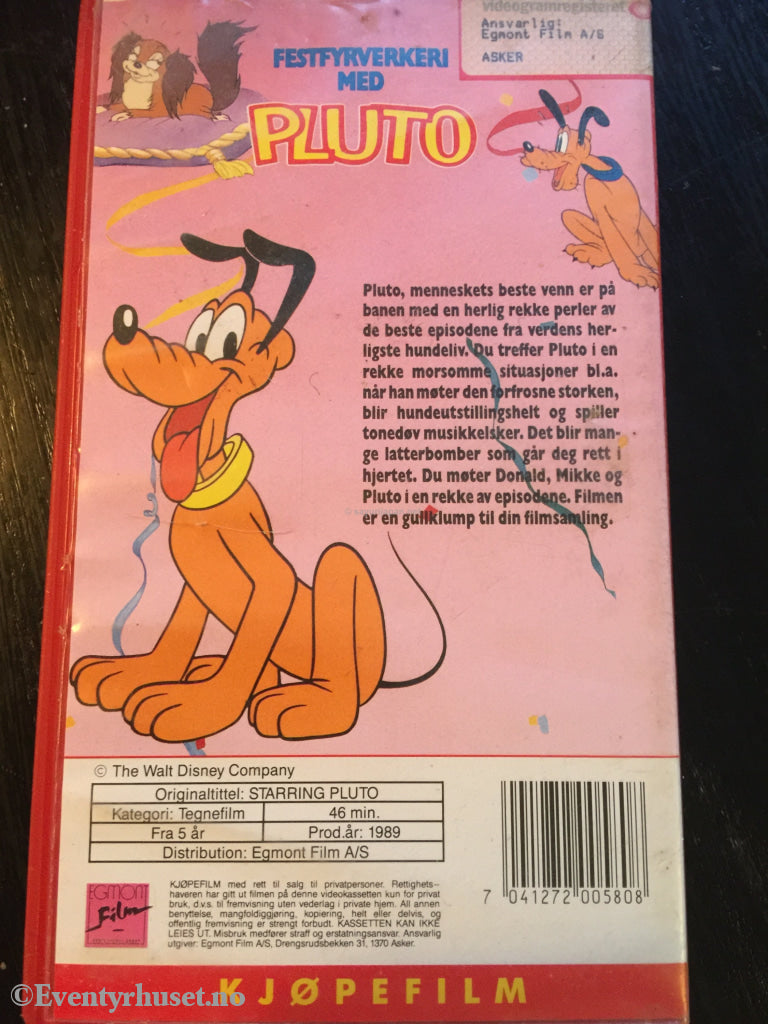 videogramregisteret
Ansvarlig:
Egmont Film A/S
ASKER
FESTFYRVERKERI
MED
PLUTO
Pluto, menneskets beste venn er på
banen med en herlig rekke perler av
de beste episodene fra verdens her-
ligste hundeliv. Du treffer Pluto i en
rekke morsomme situasjoner bl.a.
når han møter den forfrosne storken,
blir hundeutstillingshelt og spiller
tonedøv musikkelsker. Det blir man-
ge latterbomber som går deg rett i
hjertet. Du møter Donald, Mikke og
Pluto i en rekke av episodene. Filmen
er en gullklump til din filmsamling.
© The Walt Disney Company
Originaltittel: STARRING PLUTO
Kategori: Tegnefilm 46 min.
Fra 5 år Prod.år: 1989
Distribution: Egmont Film A/S
EGMONT
Film
KJØPEFILM med rett til salg til privatpersoner. Rettighets-
haveren har gitt ut filmen på denne videokassetten kun for privat
bruk, d.v.s. til fremvisning uten vederlag i private hjem. All annen
benyttelse, mangfoldiggjøring, kopiering, helt eller delvis, og
offentlig fremvisning er strengt forbudt. KASSETTEN KAN IKKE
LEIES UT. Misbruk medfører straff og erstatningsansvar. Ansvarlig
utgiver: Egmont Film A/S, Drengsrudsbekken 31, 1370 Asker.
7 041272 005808
KJØPEFILM
©Eventyrhuset.no